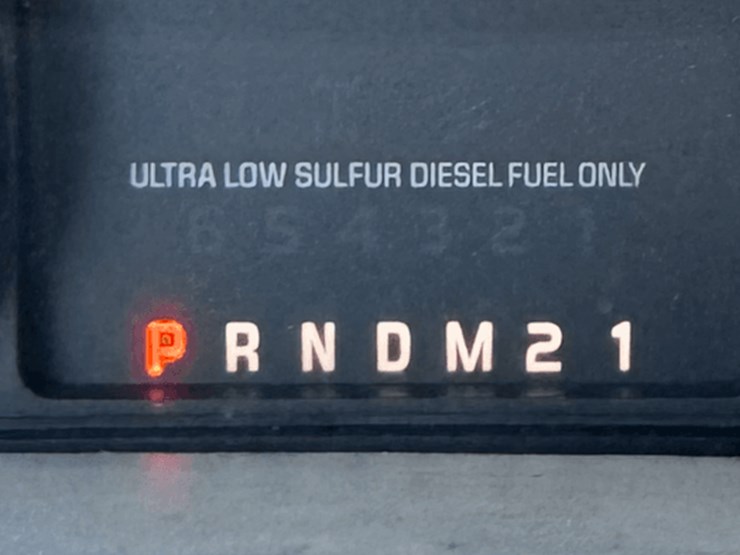 ULTRA LOW SULFUR DIESEL FUEL ONLY
6 5 4 3 2 1
P R N D M 2 1